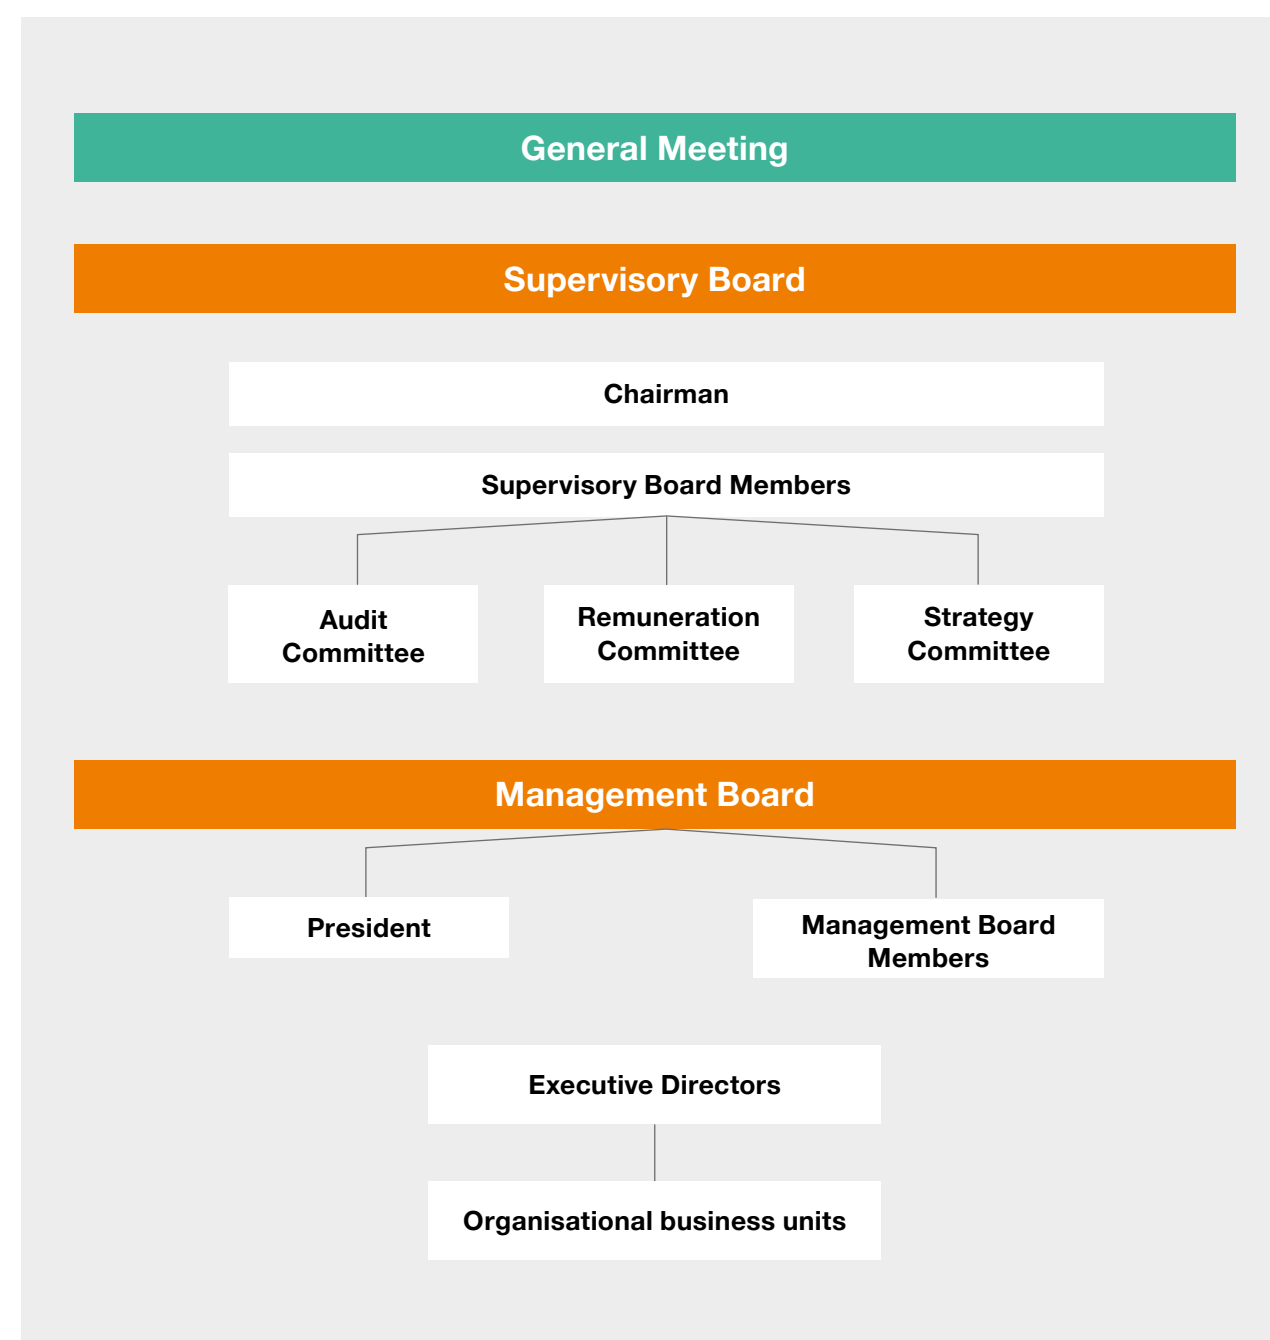 General Meeting
Supervisory Board
Chairman
Supervisory Board Members
Audit
Committee
Remuneration
Committee
Strategy
Committee
Management Board
President
Management Board
Members
Executive Directors
Organisational business units